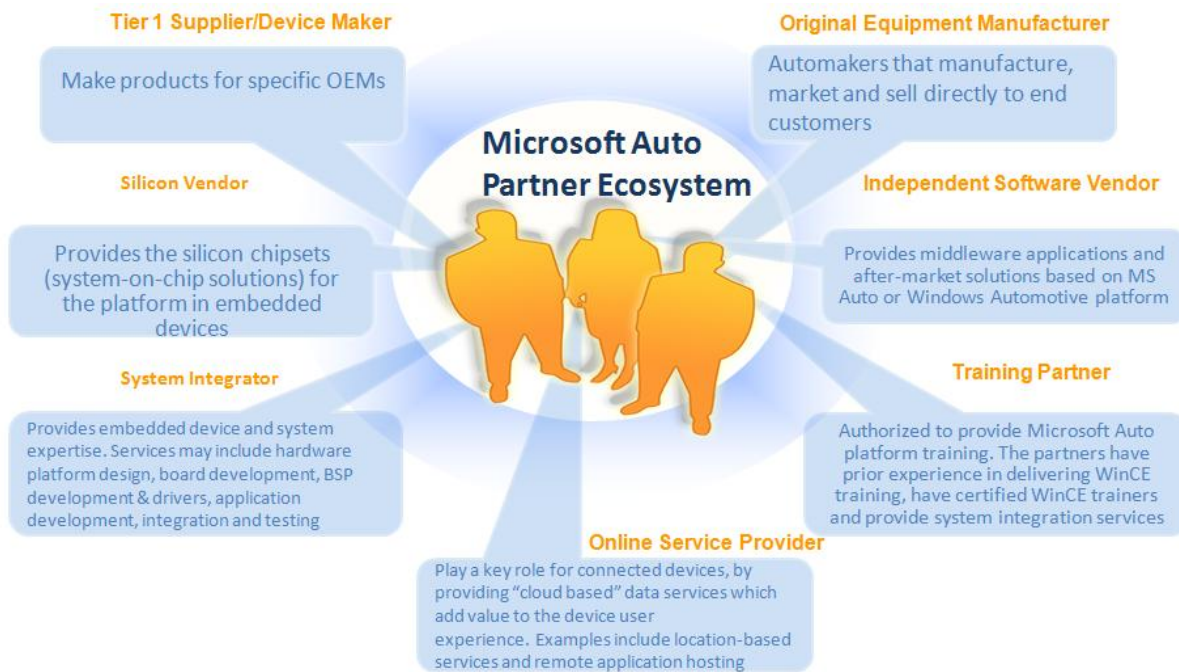 Tier 1 Supplier/Device Maker
Make products for specific OEMs
Original Equipment Manufacturer
Automakers that manufacture,
market and sell directly to end
customers
Microsoft Auto
Partner Ecosystem
Silicon Vendor
Provides the silicon chipsets
(system-on-chip solutions) for
the platform in embedded
devices
Independent Software Vendor
Provides middleware applications and
after-market solutions based on MS
Auto or Windows Automotive platform
System Integrator
Provides embedded device and system
expertise. Services may include hardware
platform design, board development, BSP
development & drivers, application
development, integration and testing
Training Partner
Authorized to provide Microsoft Auto
platform training. The partners have
prior experience in delivering WinCE
training, have certified WinCE trainers
and provide system integration services
Online Service Provider
Play a key role for connected devices, by
providing “cloud based” data services which
add value to the device user
experience. Examples include location-based
services and remote application hosting